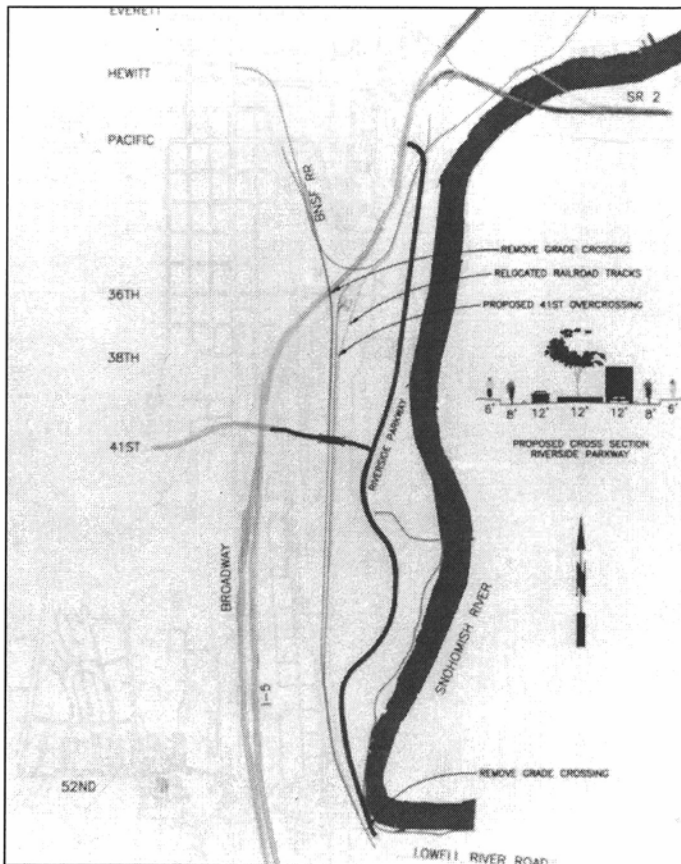 EVERETT
HEWITT
SR 2
PACIFIC
BNSF RR
REMOVE GRADE CROSSING
RELOCATED RAILROAD TRACKS
36TH
PROPOSED 41ST OVERCROSSING
38TH
6' 8' 12' 12' 12' 8' 6'
PROPOSED CROSS SECTION
RIVERSIDE PARKWAY
41ST
RIVERSIDE PARKWAY
N
BROADWAY
SNOHOMISH RIVER
I-5
REMOVE GRADE CROSSING
52ND
LOWELL RIVER ROAD